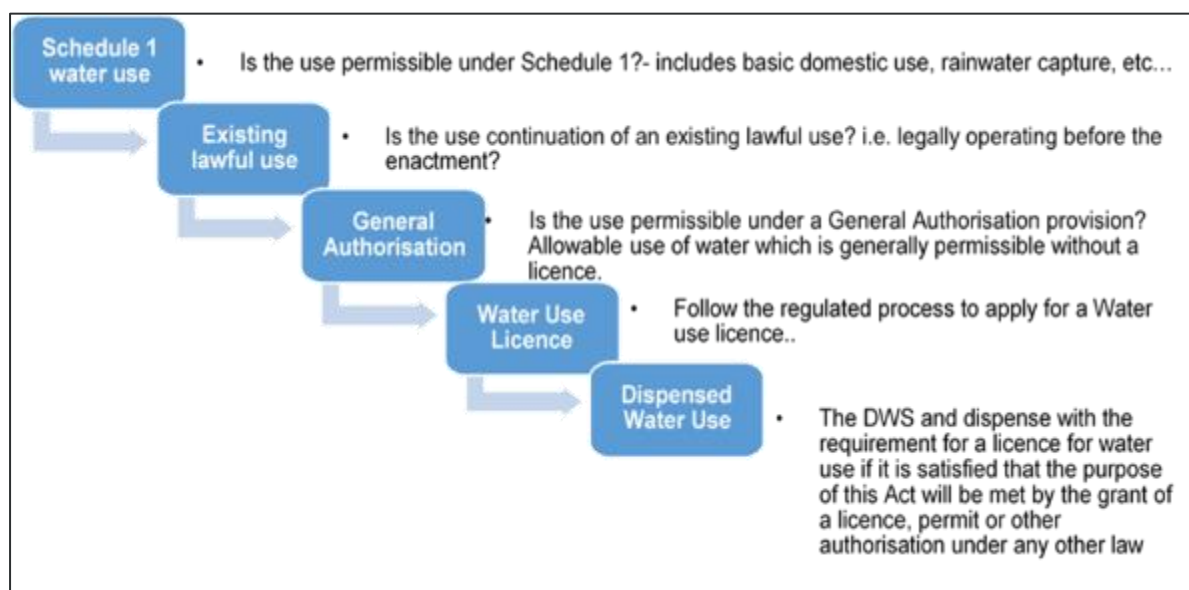 Schedule 1
water use
• Is the use permissible under Schedule 1?- includes basic domestic use, rainwater capture, etc…
Existing
lawful use
• Is the use continuation of an existing lawful use? i.e. legally operating before the
enactment?
General
Authorisation
• Is the use permissible under a General Authorisation provision?
Allowable use of water which is generally permissible without a
licence.
Water Use
Licence
• Follow the regulated process to apply for a Water
use licence..
Dispensed
Water Use
• The DWS and dispense with the
requirement for a licence for water
use if it is satisfied that the purpose
of this Act will be met by the grant of
a licence, permit or other
authorisation under any other law